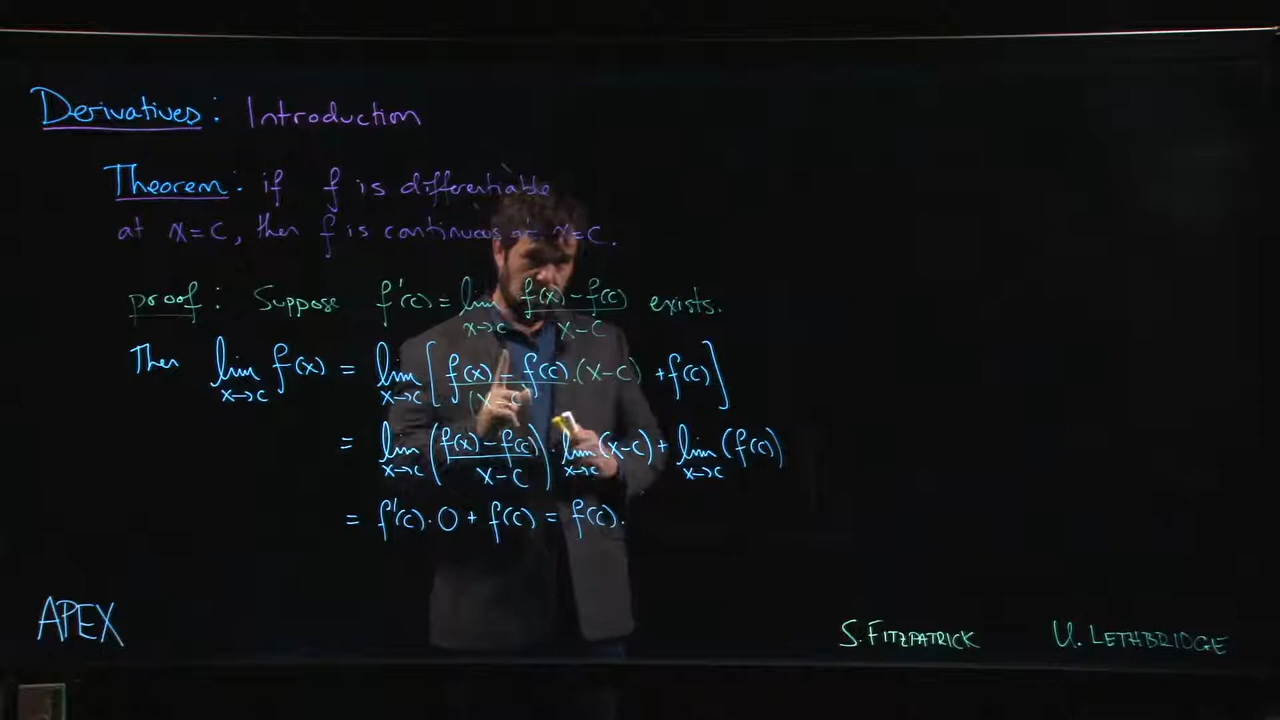 Derivatives: Introduction
Theorem: if f is differentiable
at x=c, then f is continuous at x=c.
proof: Suppose f'(c) = lim x→c (f(x)-f(c))/(x-c) exists.
Then lim x→c f(x) = lim x→c [(f(x)-f(c))/(x-c) · (x-c) + f(c)]
= lim x→c ((f(x)-f(c))/(x-c)) · lim x→c (x-c) + lim x→c (f(c))
= f'(c)·0 + f(c) = f(c).
APEX
S. FITZPATRICK U. LETHBRIDGE